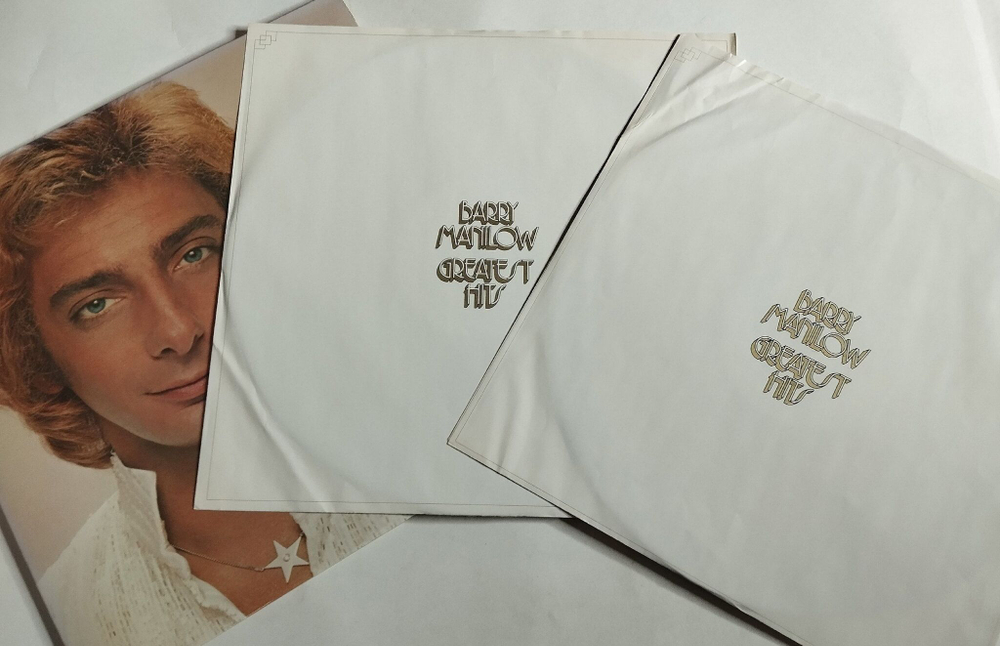 BARRY
MANILOW
GREATEST
HITS
BARRY
MANILOW
GREATEST
HITS